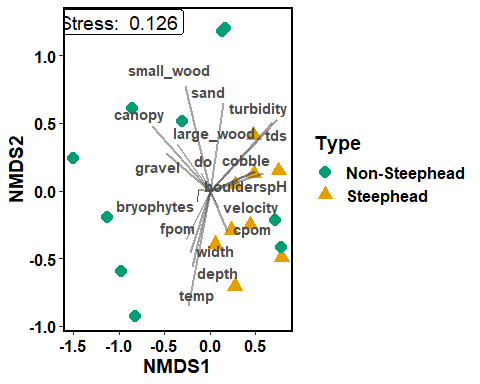 Stress: 0.126
small_wood
sand
canopy
turbidity
large_wood
tds
do
cobble
gravel
boulders
pH
bryophytes
velocity
fpom
cpom
width
depth
temp
1.0
0.5
0.0
-0.5
-1.0
NMDS2
-1.5
-1.0
-0.5
0.0
0.5
NMDS1
Type
Non-Steephead
Steephead